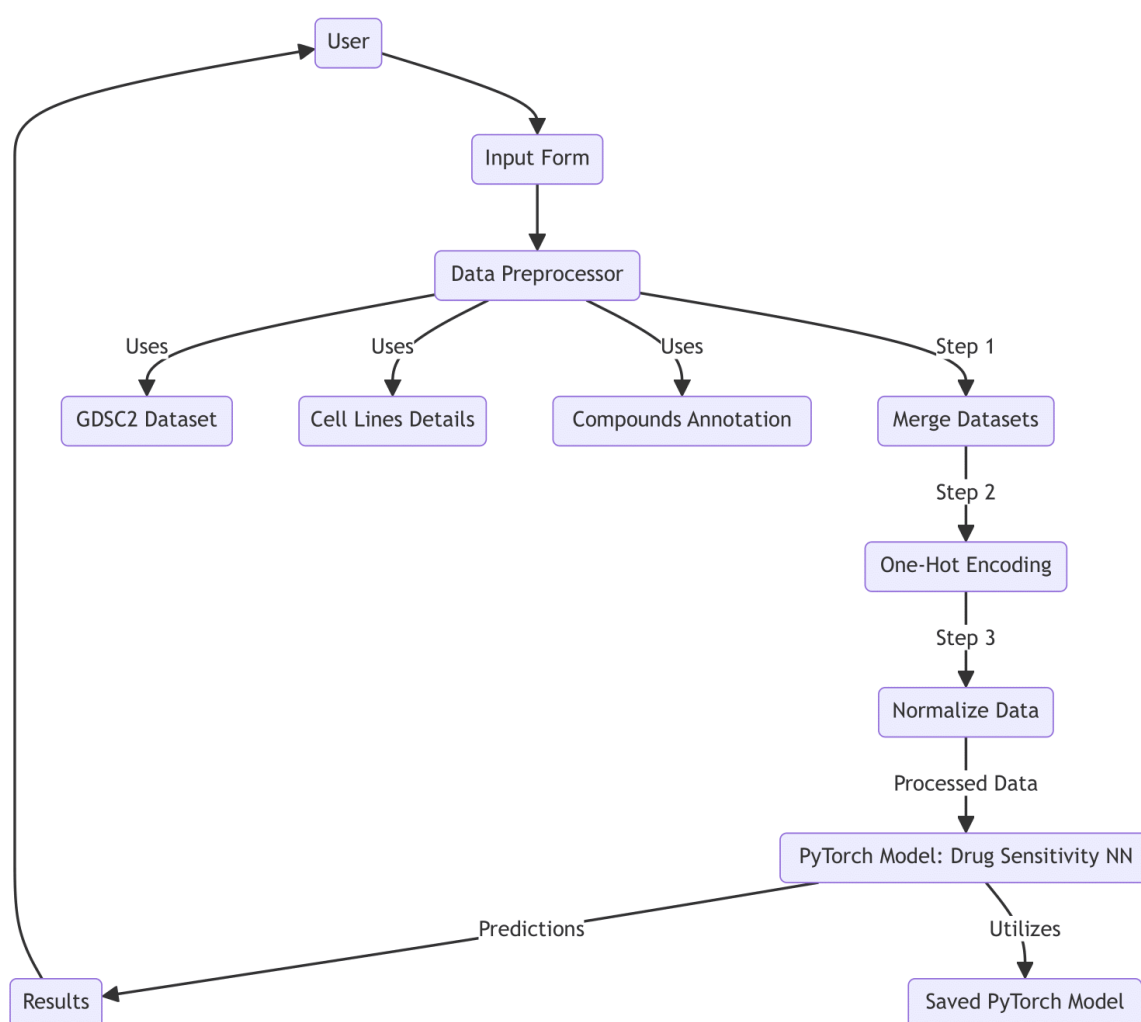 User
Input Form
Data Preprocessor
Uses
Uses
Uses
Step 1
GDSC2 Dataset
Cell Lines Details
Compounds Annotation
Merge Datasets
Step 2
One-Hot Encoding
Step 3
Normalize Data
Processed Data
PyTorch Model: Drug Sensitivity NN
Predictions
Utilizes
Results
Saved PyTorch Model